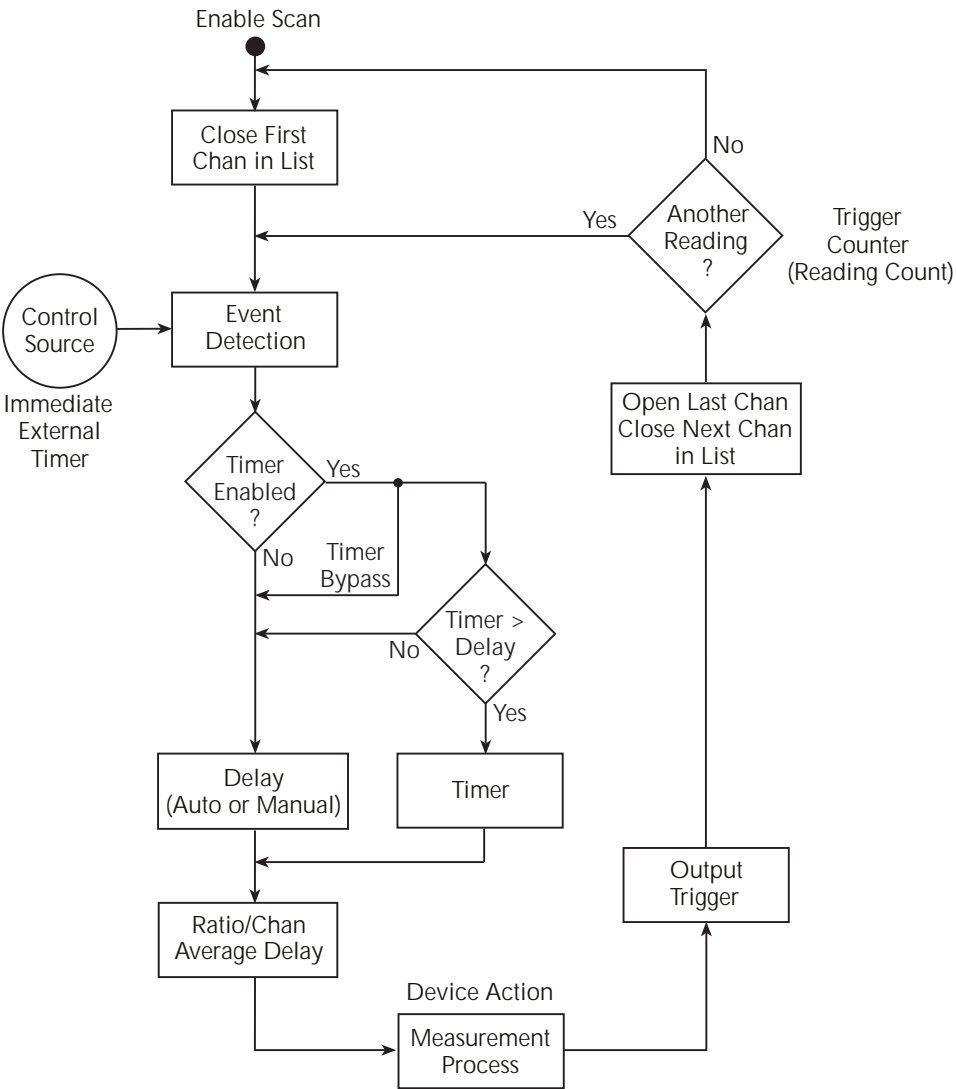 Enable Scan
Close First
Chan in List
No
Another
Reading
?
Yes
Trigger
Counter
(Reading Count)
Control
Source
Immediate
External
Timer
Event
Detection
Open Last Chan
Close Next Chan
in List
Timer
Enabled
?
Yes
No
Timer
Bypass
Timer >
Delay
?
No
Yes
Delay
(Auto or Manual)
Timer
Output
Trigger
Ratio/Chan
Average Delay
Device Action
Measurement
Process